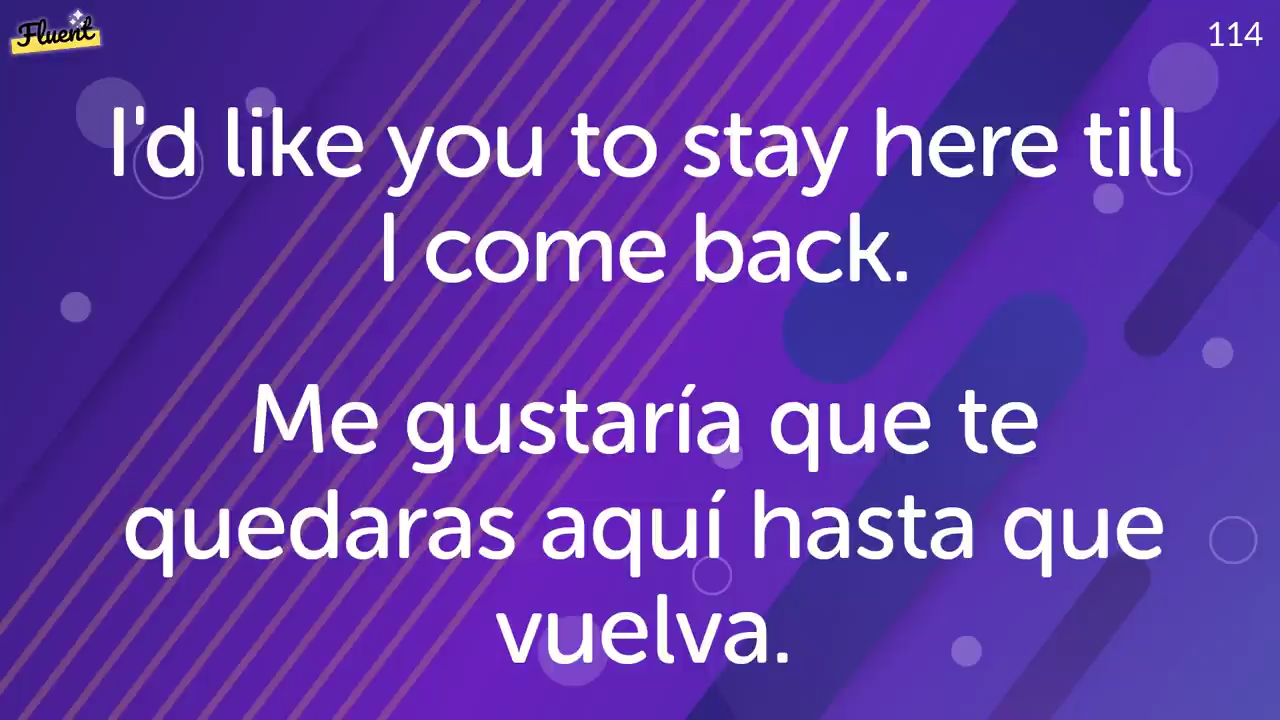 Fluent
114
I'd like you to stay here till
I come back.
Me gustaría que te
quedaras aquí hasta que
vuelva.